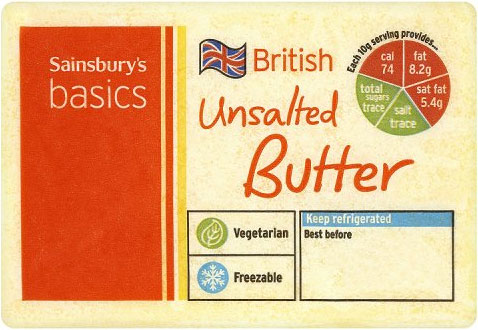 Sainsbury's
basics
British
Unsalted
Butter
Each 10g serving provides...
cal
74
fat
8.2g
sat fat
5.4g
salt
trace
total
sugars
trace
Vegetarian
Freezable
Keep refrigerated
Best before